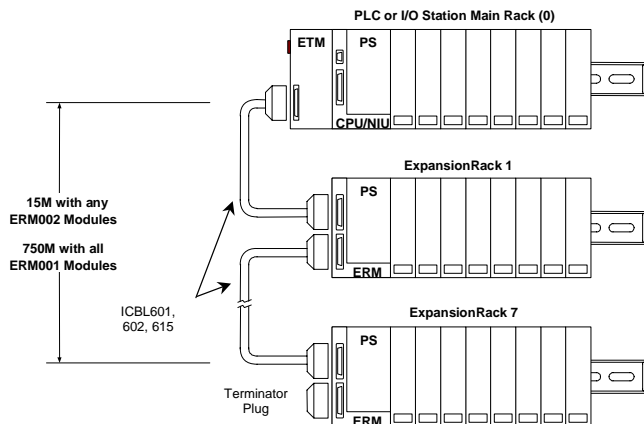 PLC or I/O Station Main Rack (0)
ETM
PS
CPU/NIU
ExpansionRack 1
PS
15M with any
ERM002 Modules
750M with all
ERM001 Modules
ERM
ICBL601,
602, 615
ExpansionRack 7
PS
Terminator
Plug
ERM